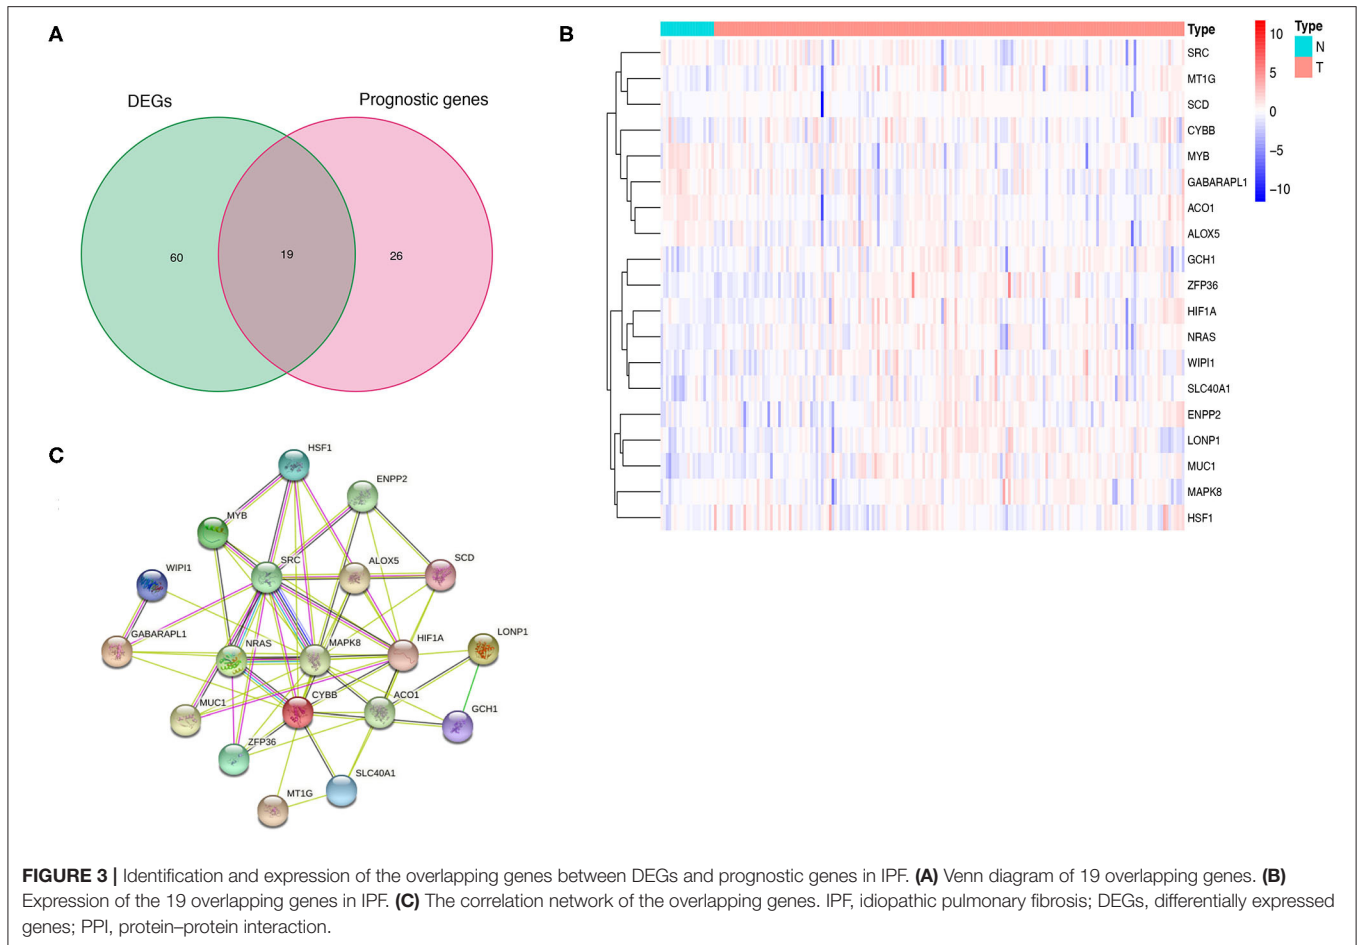 A
DEGs
Prognostic genes
60
19
26
B
Type
SRC
MT1G
SCD
CYBB
MYB
GABARAPL1
ACO1
ALOX5
GCH1
ZFP36
HIF1A
NRAS
WIPI1
SLC40A1
ENPP2
LONP1
MUC1
MAPK8
HSF1
10
5
0
−5
−10
Type
N
T
C
HSF1
ENPP2
MYB
SRC
ALOX5
SCD
WIPI1
GABARAPL1
NRAS
MAPK8
HIF1A
LONP1
MUC1
CYBB
ACO1
GCH1
ZFP36
SLC40A1
MT1G
FIGURE 3 | Identification and expression of the overlapping genes between DEGs and prognostic genes in IPF. (A) Venn diagram of 19 overlapping genes. (B)
Expression of the 19 overlapping genes in IPF. (C) The correlation network of the overlapping genes. IPF, idiopathic pulmonary fibrosis; DEGs, differentially expressed
genes; PPI, protein–protein interaction.